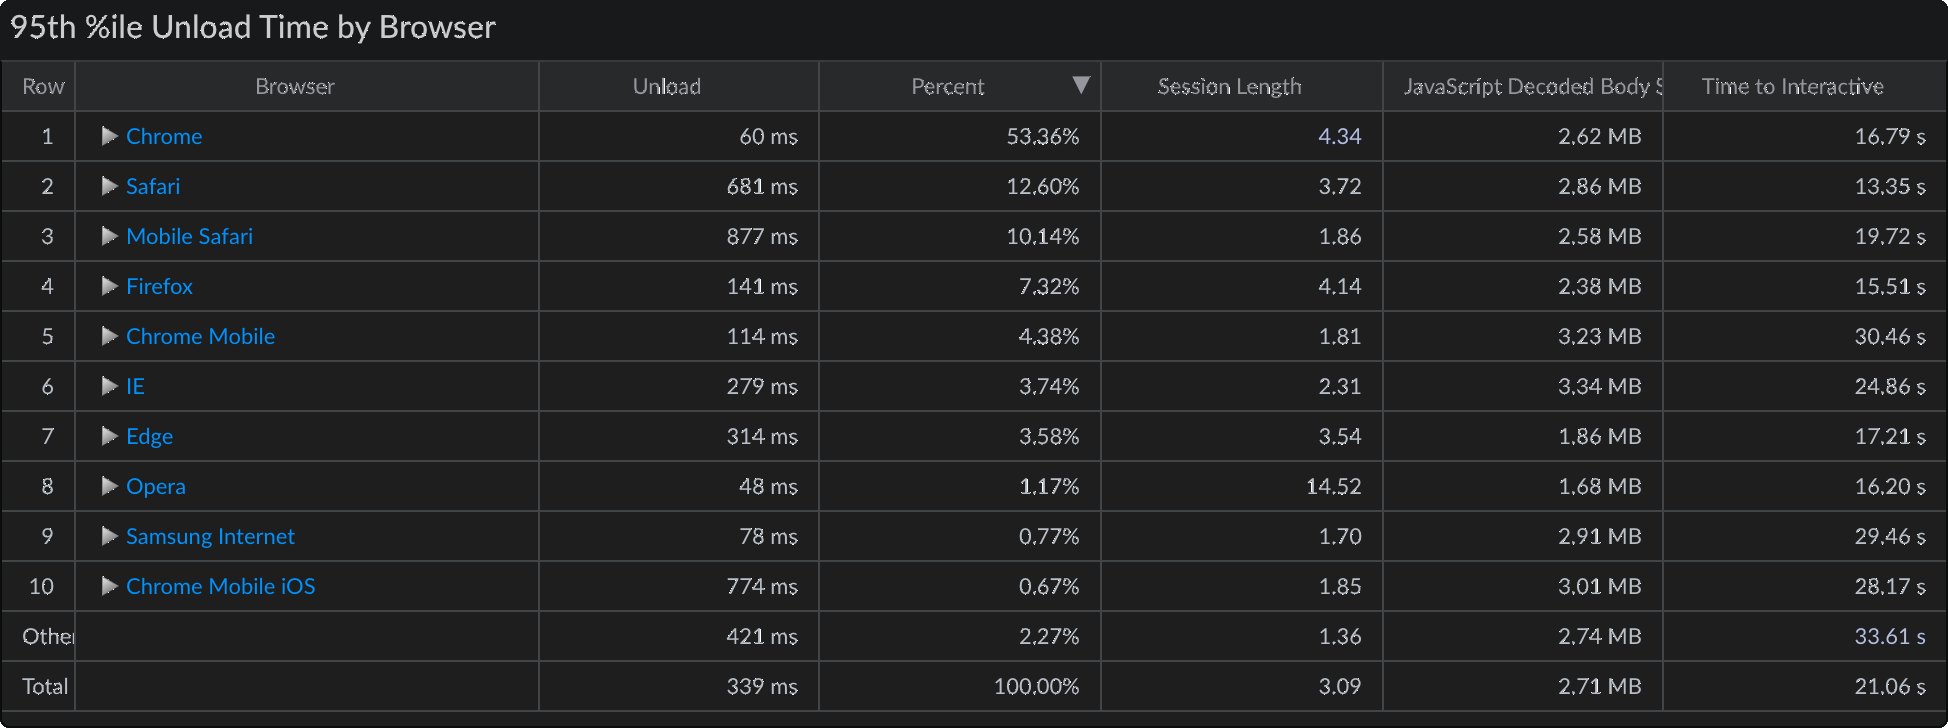 95th %ile Unload Time by Browser
Row Browser Unload Percent ▼ Session Length JavaScript Decoded Body S Time to Interactive
1 ▶ Chrome 60 ms 53.36% 4.34 2.62 MB 16.79 s
2 ▶ Safari 681 ms 12.60% 3.72 2.86 MB 13.35 s
3 ▶ Mobile Safari 877 ms 10.14% 1.86 2.58 MB 19.72 s
4 ▶ Firefox 141 ms 7.32% 4.14 2.38 MB 15.51 s
5 ▶ Chrome Mobile 114 ms 4.38% 1.81 3.23 MB 30.46 s
6 ▶ IE 279 ms 3.74% 2.31 3.34 MB 24.86 s
7 ▶ Edge 314 ms 3.58% 3.54 1.86 MB 17.21 s
8 ▶ Opera 48 ms 1.17% 14.52 1.68 MB 16.20 s
9 ▶ Samsung Internet 78 ms 0.77% 1.70 2.91 MB 29.46 s
10 ▶ Chrome Mobile iOS 774 ms 0.67% 1.85 3.01 MB 28.17 s
Other 421 ms 2.27% 1.36 2.74 MB 33.61 s
Total 339 ms 100.00% 3.09 2.71 MB 21.06 s